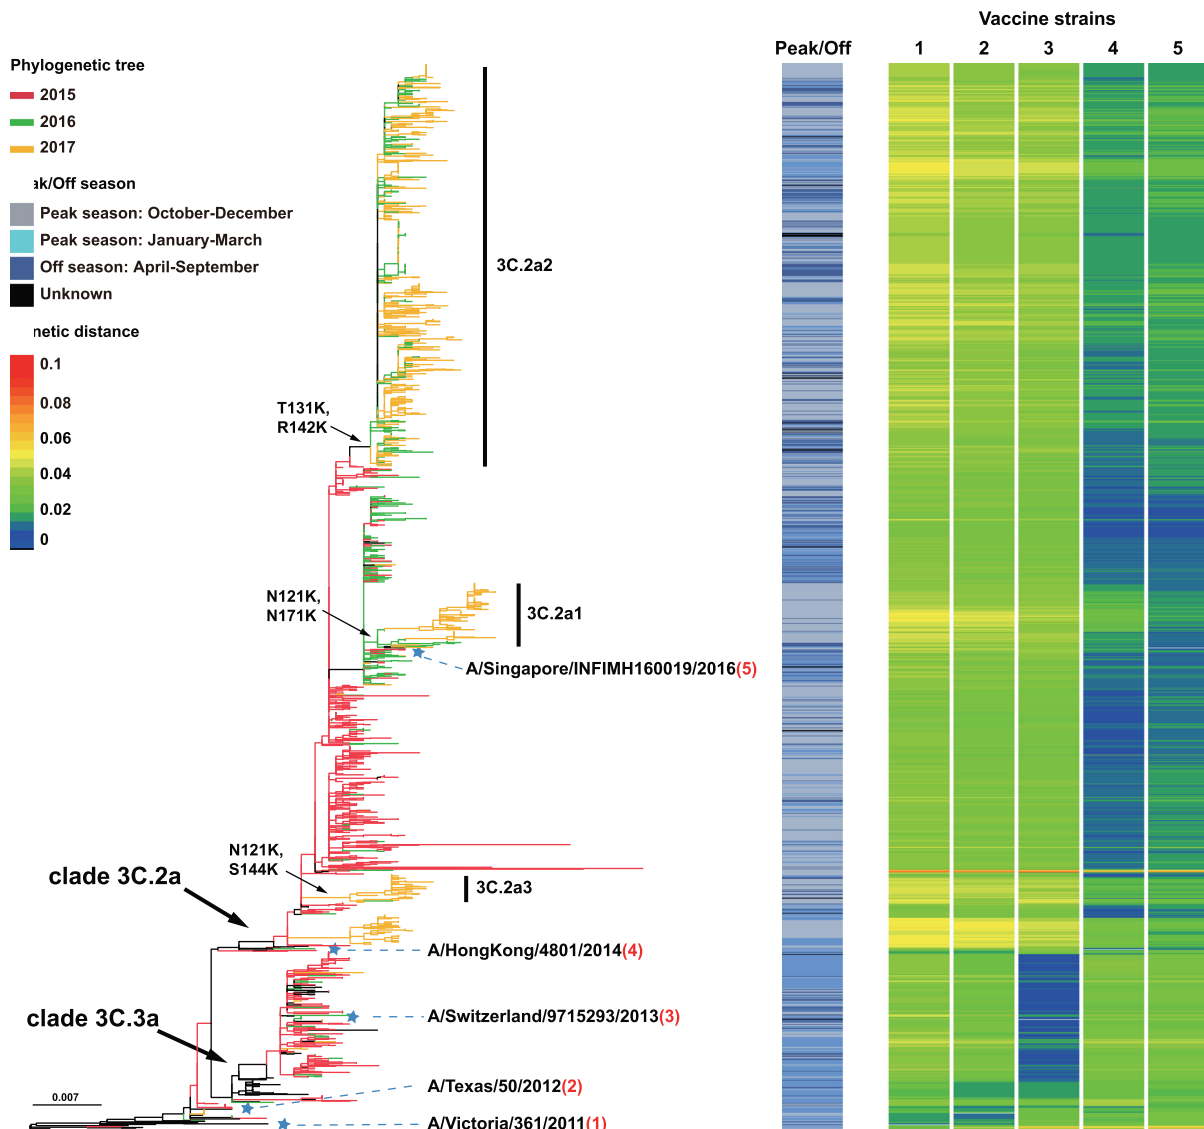 Vaccine strains
Peak/Off 1 2 3 4 5
Phylogenetic tree
2015
2016
2017
ak/Off season
Peak season: October-December
Peak season: January-March
Off season: April-September
Unknown
netic distance
0.1
0.08
0.06
0.04
0.02
0
3C.2a2
T131K,
R142K
N121K,
N171K
3C.2a1
A/Singapore/INFIMH160019/2016(5)
N121K,
S144K
3C.2a3
clade 3C.2a
A/HongKong/4801/2014(4)
clade 3C.3a
A/Switzerland/9715293/2013(3)
A/Texas/50/2012(2)
0.007
A/Victoria/361/2011(1)